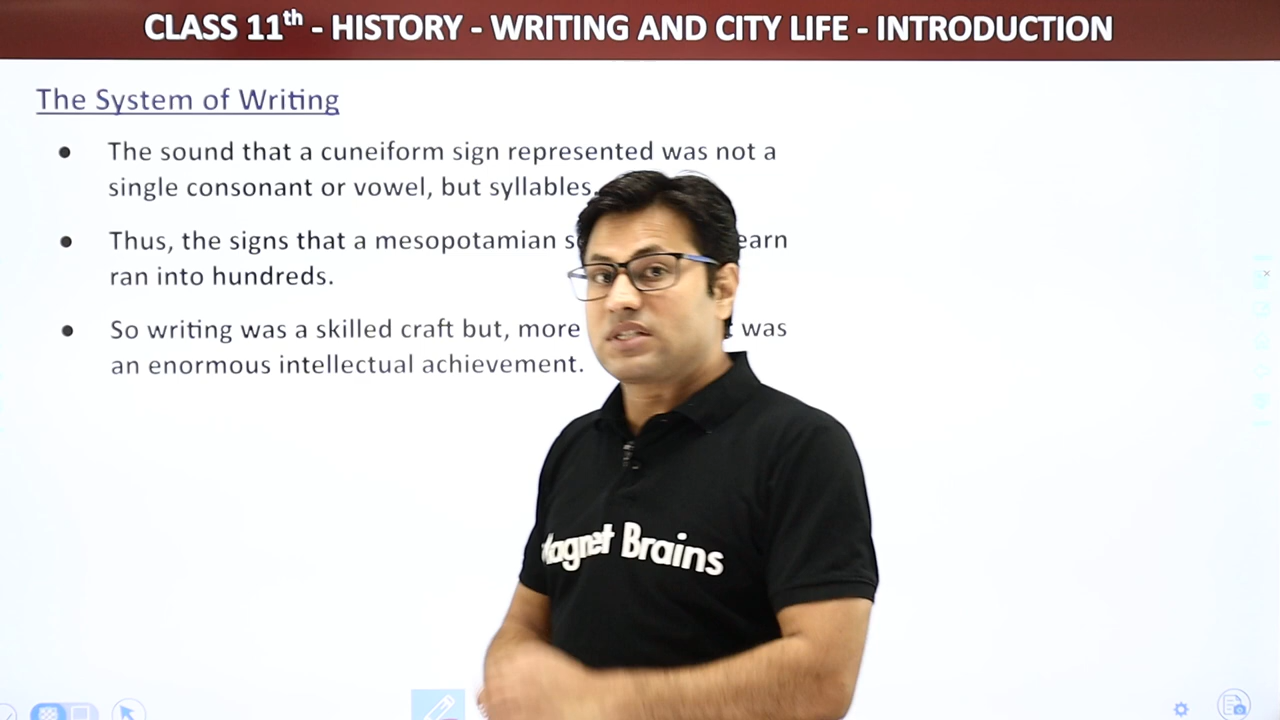 CLASS 11th - HISTORY - WRITING AND CITY LIFE - INTRODUCTION
The System of Writing
● The sound that a cuneiform sign represented was not a
single consonant or vowel, but syllables.
● Thus, the signs that a mesopotamian
ran into hundreds.
● So writing was a skilled craft but, more was
an enormous intellectual achievement.
Brains